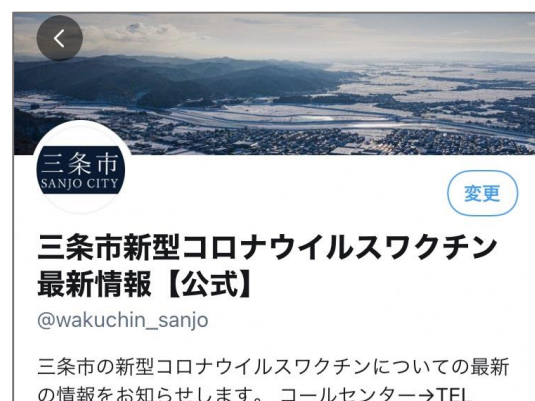 三条市
SANJO CITY
変更
三条市新型コロナウイルスワクチン
最新情報【公式】
@wakuchin_sanjo
三条市の新型コロナウイルスワクチンについての最新
の情報をお知らせします。 コールセンター→TEL